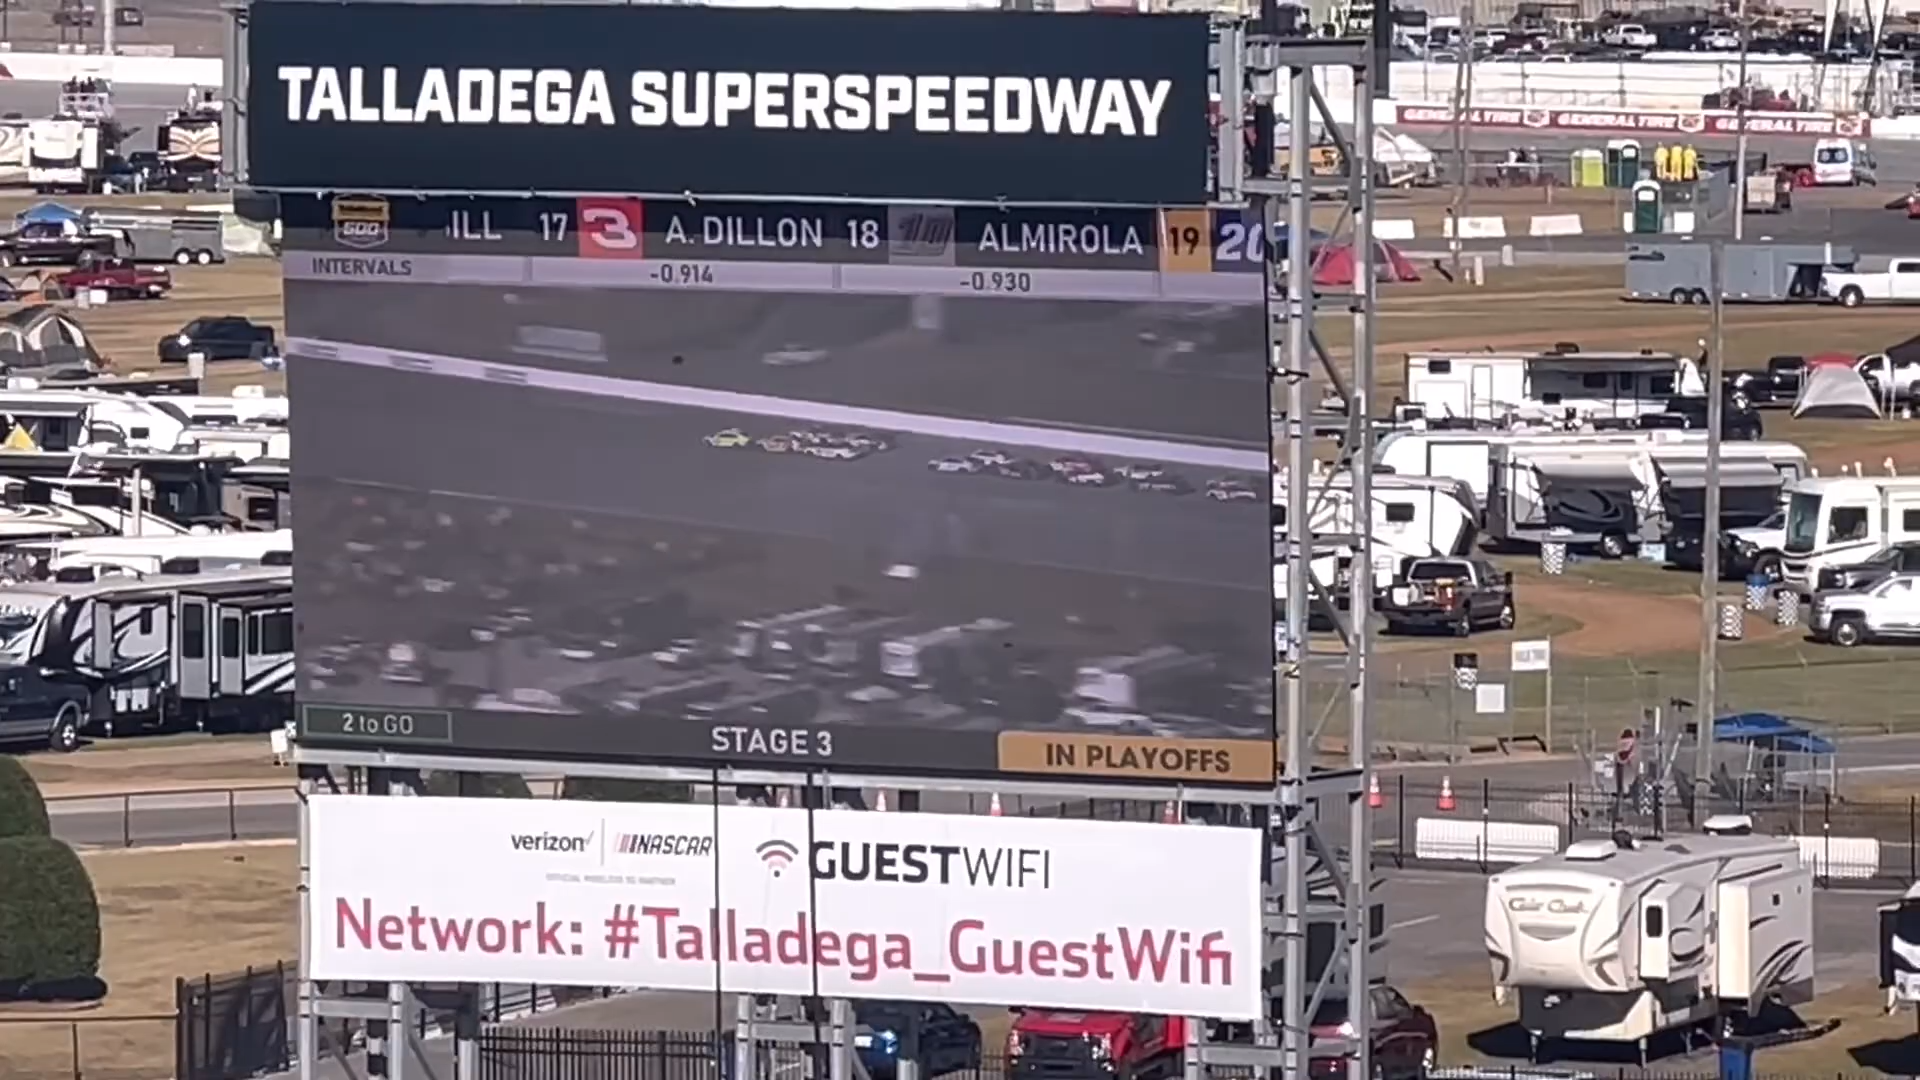 TALLADEGA SUPERSPEEDWAY
GENERAL TIRE GENERAL TIRE GENERAL TIRE
ILL 17 3 A. DILLON 18 10 ALMIROLA 19 20
INTERVALS -0.914 -0.930
2 to GO STAGE 3 IN PLAYOFFS
verizon NASCAR GUESTWIFI
Network: #Talladega_GuestWifi